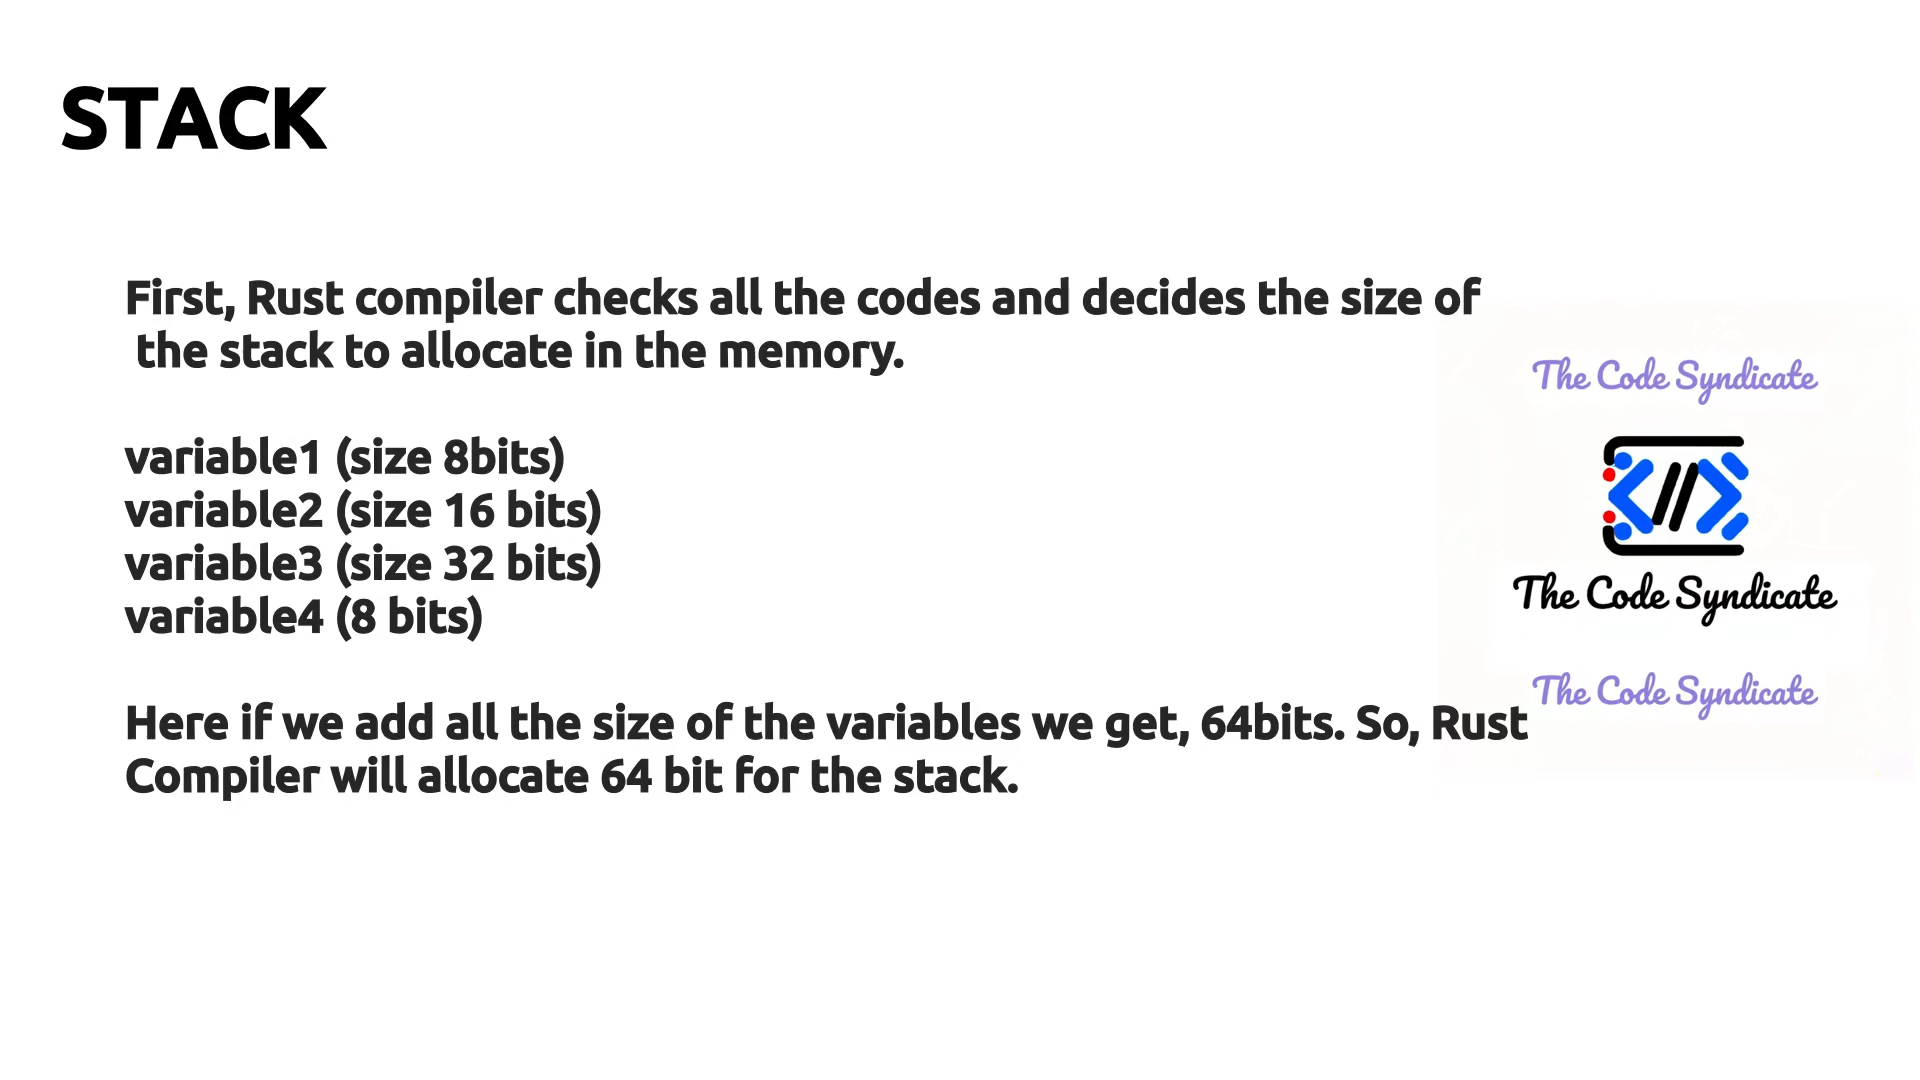 STACK
First, Rust compiler checks all the codes and decides the size of
the stack to allocate in the memory.
variable1 (size 8bits)
variable2 (size 16 bits)
variable3 (size 32 bits)
variable4 (8 bits)
Here if we add all the size of the variables we get, 64bits. So, Rust
Compiler will allocate 64 bit for the stack.
The Code Syndicate
The Code Syndicate
The Code Syndicate